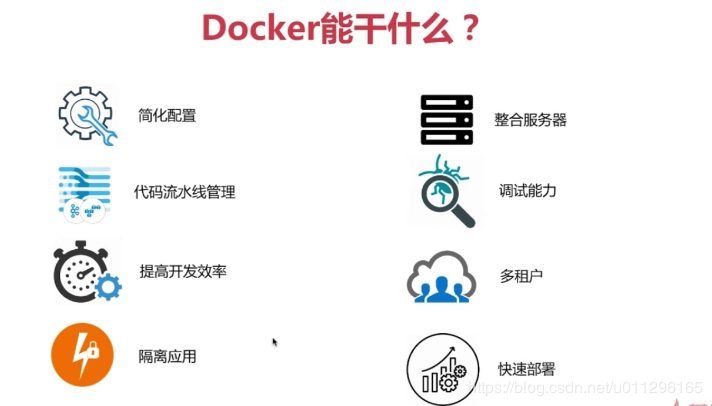 Docker能干什么？
简化配置
整合服务器
代码流水线管理
调试能力
提高开发效率
多租户
隔离应用
快速部署
https://blog.csdn.net/u011296165